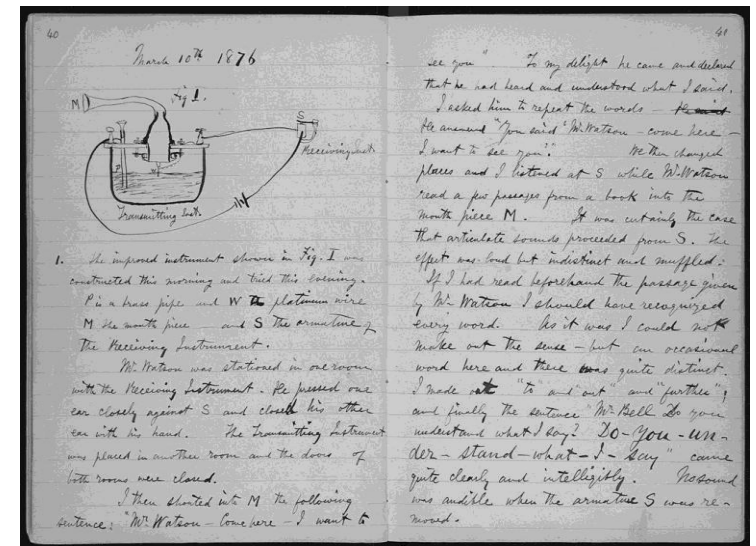 40
March 10th 1876
Fig 1.
M
S
Receiving Inst.
P
W
Transmitting Inst.
1. The improved instrument shown in Fig. I was
constructed this morning and tried this evening.
P is a brass pipe and W the platinum wire
M the mouth piece — and S the armature of
the Receiving Instrument.
Mr. Watson was stationed in one room
with the Receiving Instrument. He pressed one
ear closely against S and closed his other
ear with his hand. The Transmitting Instrument
was placed in another room and the doors of
both rooms were closed.
I then shouted into M the following
sentence: "Mr. Watson – Come here – I want to
41
see you" To my delight he came and declared
that he had heard and understood what I said.
I asked him to repeat the words — He said
He answered "You said 'Mr. Watson – come here –
I want to see you'." We then changed
places and I listened at S while Mr. Watson
read a few passages from a book into the
mouth piece M. It was certainly the case
that articulate sounds proceeded from S. The
effect was loud but indistinct and muffled.
If I had read beforehand the passage given
by Mr. Watson I should have recognized
every word. As it was I could not
make out the sense – but an occasional
word here and there was quite distinct.
I made out "to" and "out" and "further";
and finally the sentence "Mr. Bell Do you
understand what I say? Do – you – un-
der – stand – what – I – say" came
quite clearly and intelligibly. No sound
was audible when the armature S was re-
moved.